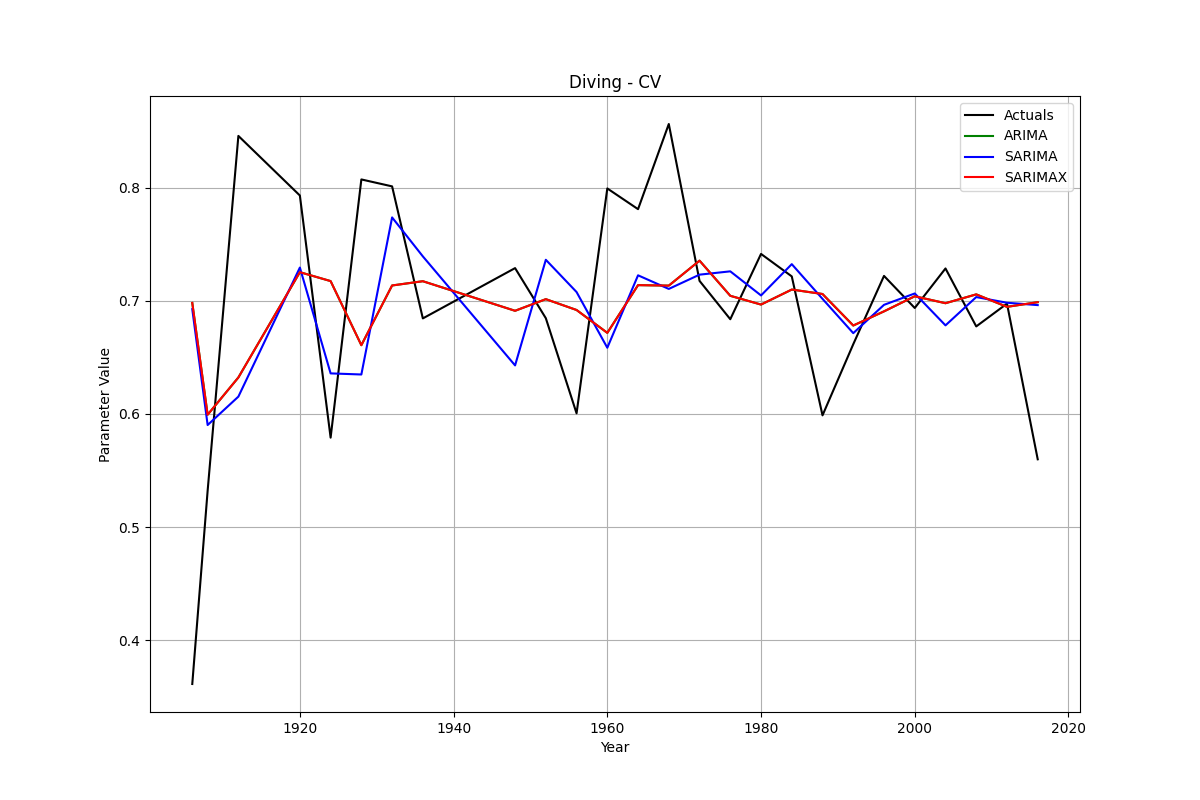 Diving - CV
Actuals
ARIMA
SARIMA
SARIMAX
Parameter Value
0.8
0.7
0.6
0.5
0.4
1920 1940 1960 1980 2000 2020
Year